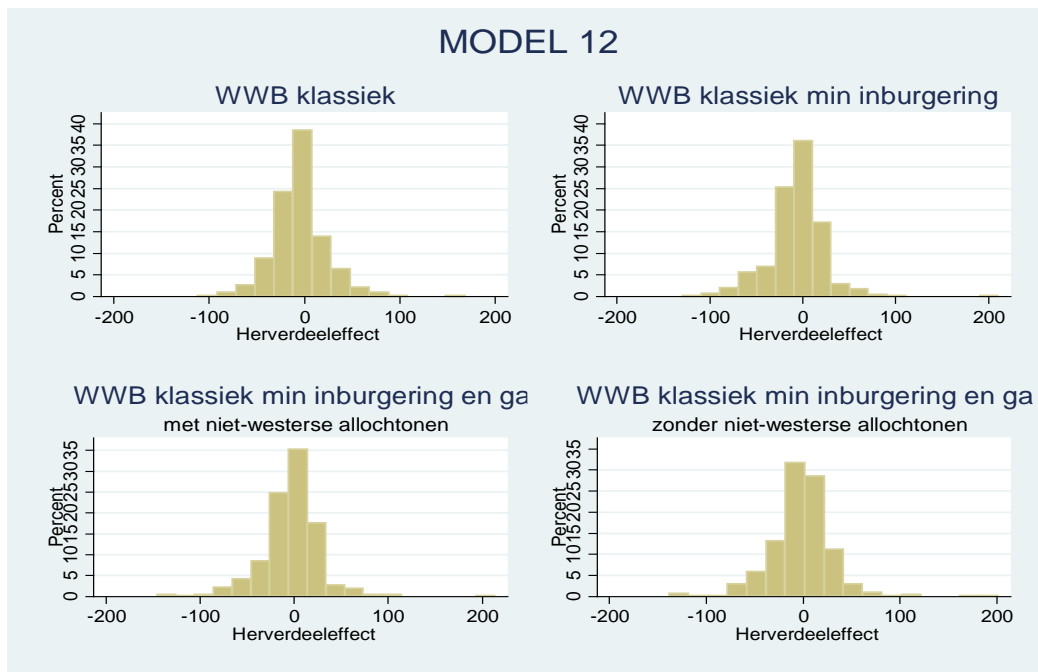 MODEL 12
WWB klassiek
Percent
0 5 10 15 20 25 30 35 40
-200 -100 0 100 200
Herverdeeleffect
WWB klassiek min inburgering
Percent
0 5 10 15 20 25 30 35 40
-200 -100 0 100 200
Herverdeeleffect
WWB klassiek min inburgering en ga
met niet-westerse allochtonen
Percent
0 5 10 15 20 25 30 35
-200 -100 0 100 200
Herverdeeleffect
WWB klassiek min inburgering en ga
zonder niet-westerse allochtonen
Percent
0 5 10 15 20 25 30 35
-200 -100 0 100 200
Herverdeeleffect